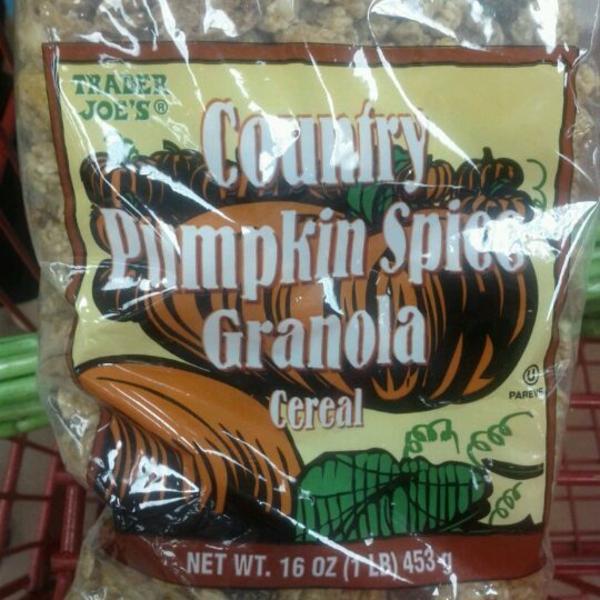 TRADER
JOE'S®
Country
Pumpkin Spice
Granola
Cereal
U
PAREVE
NET WT. 16 OZ (1 LB) 453 g